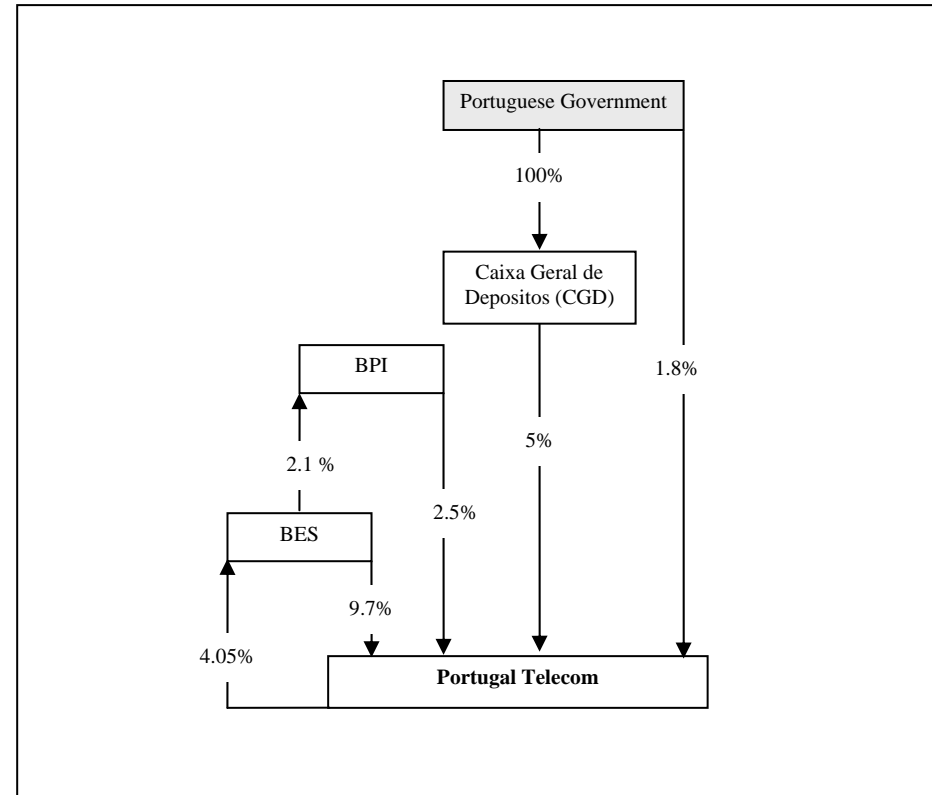 Portuguese Government
100%
Caixa Geral de
Depositos (CGD)
BPI
1.8%
5%
2.1 %
2.5%
BES
9.7%
4.05%
Portugal Telecom